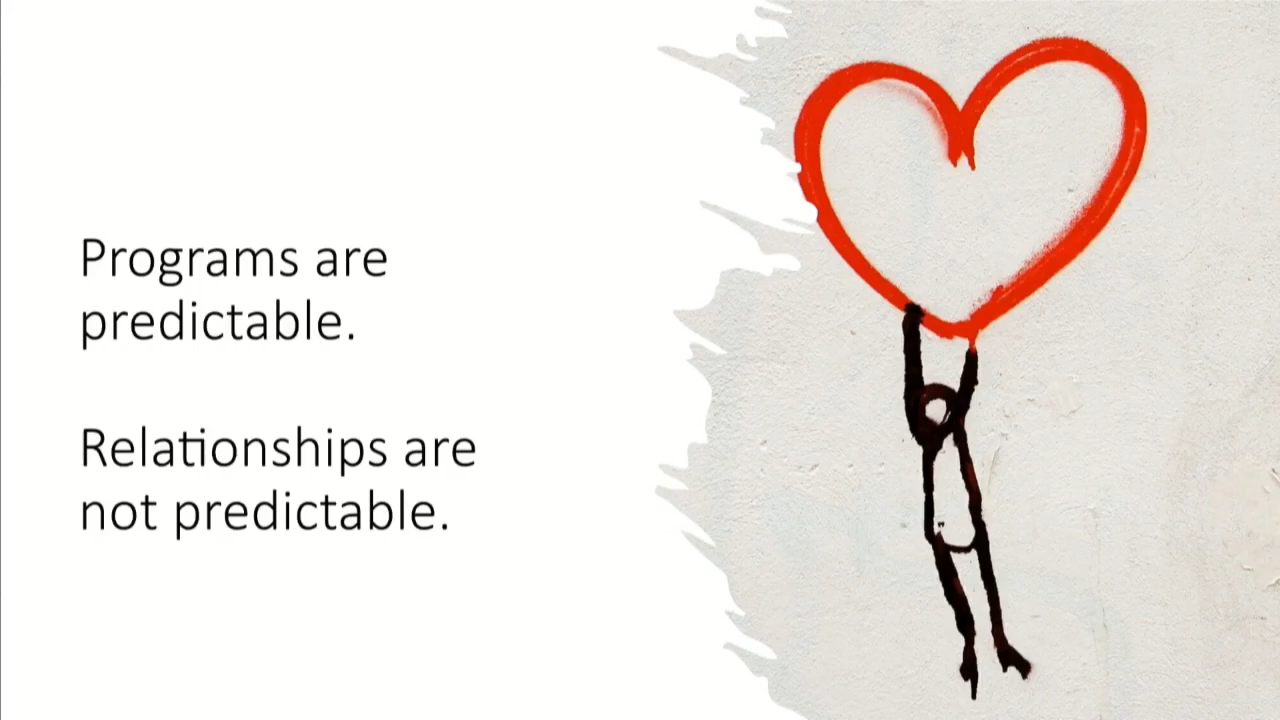 Programs are
predictable.
Relationships are
not predictable.